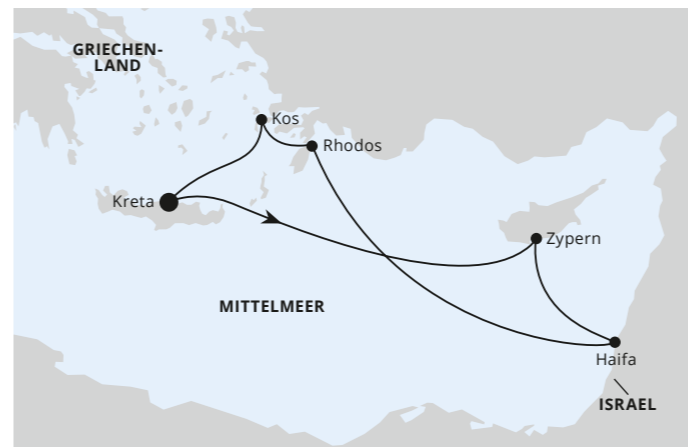 GRIECHEN-
LAND
Kos
Rhodos
Kreta
Zypern
MITTELMEER
Haifa
ISRAEL